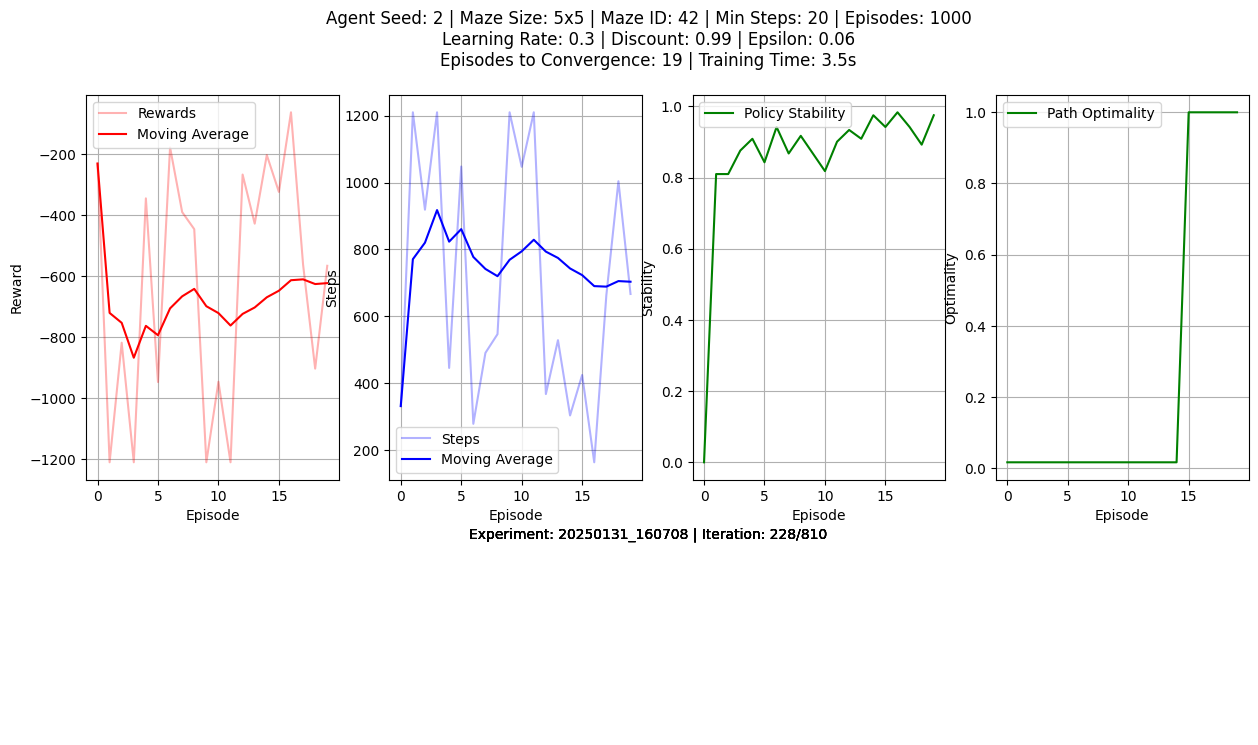 Agent Seed: 2 | Maze Size: 5x5 | Maze ID: 42 | Min Steps: 20 | Episodes: 1000
Learning Rate: 0.3 | Discount: 0.99 | Epsilon: 0.06
Episodes to Convergence: 19 | Training Time: 3.5s
Reward
−200
−400
−600
−800
−1000
−1200
Rewards
Moving Average
0
5
10
15
Episode
Steps
1200
1000
800
600
400
200
Steps
Moving Average
0
5
10
15
Episode
Stability
1.0
0.8
0.6
0.4
0.2
0.0
Policy Stability
0
5
10
15
Episode
Optimality
1.0
0.8
0.6
0.4
0.2
0.0
Path Optimality
0
5
10
15
Episode
Experiment: 20250131_160708 | Iteration: 228/810